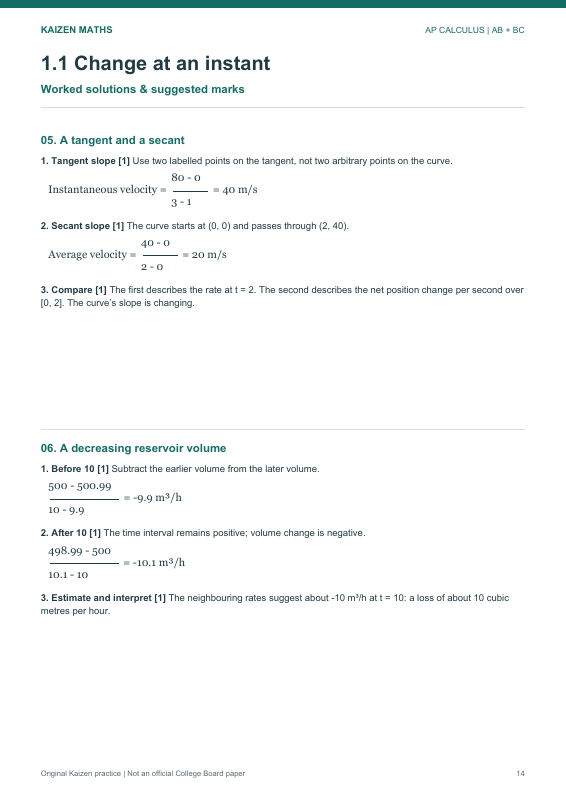 KAIZEN MATHS
AP CALCULUS | AB + BC
1.1 Change at an instant
Worked solutions & suggested marks
05. A tangent and a secant
1. Tangent slope [1] Use two labelled points on the tangent, not two arbitrary points on the curve.
80 - 0
Instantaneous velocity = = 40 m/s
3 - 1
2. Secant slope [1] The curve starts at (0, 0) and passes through (2, 40).
40 - 0
Average velocity = = 20 m/s
2 - 0
3. Compare [1] The first describes the rate at t = 2. The second describes the net position change per second over
[0, 2]. The curve's slope is changing.
06. A decreasing reservoir volume
1. Before 10 [1] Subtract the earlier volume from the later volume.
500 - 500.99
= -9.9 m³/h
10 - 9.9
2. After 10 [1] The time interval remains positive; volume change is negative.
498.99 - 500
= -10.1 m³/h
10.1 - 10
3. Estimate and interpret [1] The neighbouring rates suggest about -10 m³/h at t = 10: a loss of about 10 cubic
metres per hour.
Original Kaizen practice | Not an official College Board paper
14